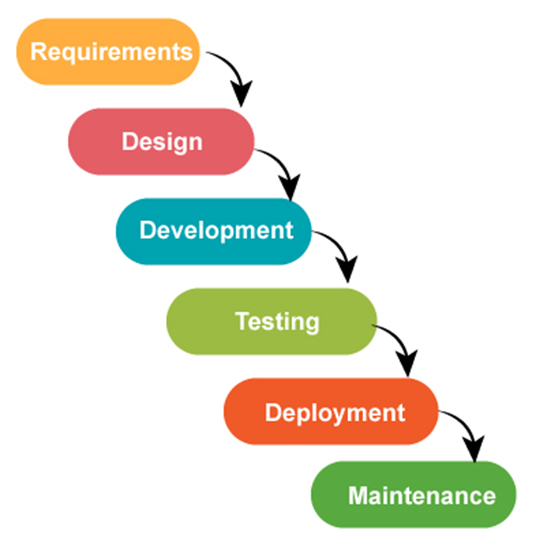 Requirements
Design
Development
Testing
Deployment
Maintenance